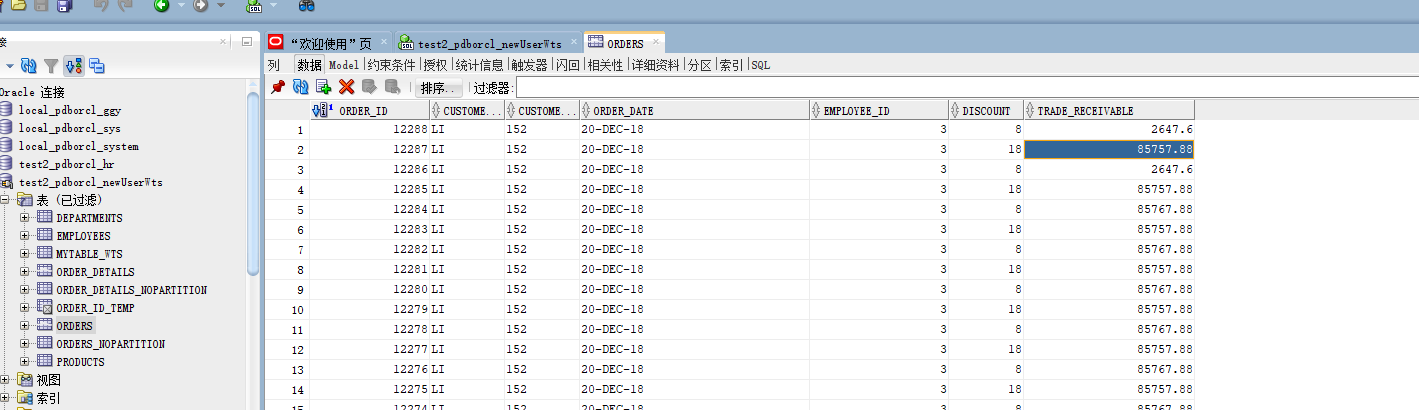 接
“欢迎使用”页 test2_pdborcl_newUserWts ORDERS
列 数据 Model 约束条件 授权 统计信息 触发器 闪回 相关性 详细资料 分区 索引 SQL
排序.. 过滤器:
Oracle 连接
local_pdborcl_ggy
local_pdborcl_sys
local_pdborcl_system
test2_pdborcl_hr
test2_pdborcl_newUserWts
表 (已过滤)
DEPARTMENTS
EMPLOYEES
MYTABLE_WTS
ORDER_DETAILS
ORDER_DETAILS_NOPARTITION
ORDER_ID_TEMP
ORDERS
ORDERS_NOPARTITION
PRODUCTS
视图
索引
ORDER_ID CUSTOME... CUSTOME... ORDER_DATE EMPLOYEE_ID DISCOUNT TRADE_RECEIVABLE
1 12288 LI 152 20-DEC-18 3 8 2647.6
2 12287 LI 152 20-DEC-18 3 18 85757.88
3 12286 LI 152 20-DEC-18 3 8 2647.6
4 12285 LI 152 20-DEC-18 3 18 85757.88
5 12284 LI 152 20-DEC-18 3 8 85767.88
6 12283 LI 152 20-DEC-18 3 18 85757.88
7 12282 LI 152 20-DEC-18 3 8 85767.88
8 12281 LI 152 20-DEC-18 3 18 85757.88
9 12280 LI 152 20-DEC-18 3 8 85767.88
10 12279 LI 152 20-DEC-18 3 18 85757.88
11 12278 LI 152 20-DEC-18 3 8 85767.88
12 12277 LI 152 20-DEC-18 3 18 85757.88
13 12276 LI 152 20-DEC-18 3 8 85767.88
14 12275 LI 152 20-DEC-18 3 18 85757.88
15 12274 LI 152 20-DEC-18 3 8 85767.88